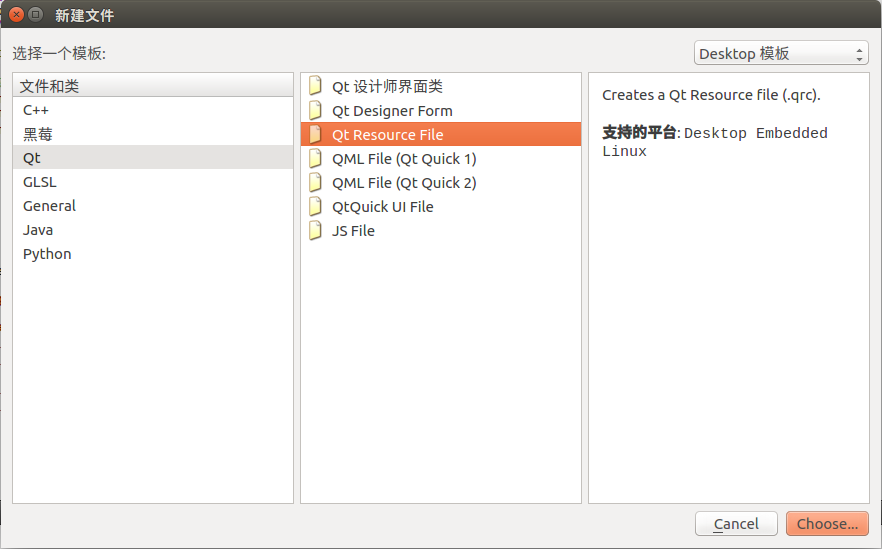 新建文件
选择一个模板:
Desktop 模板
文件和类
C++
黑莓
Qt
GLSL
General
Java
Python
Qt 设计师界面类
Qt Designer Form
Qt Resource File
QML File (Qt Quick 1)
QML File (Qt Quick 2)
QtQuick UI File
JS File
Creates a Qt Resource file (.qrc).
支持的平台: Desktop Embedded
Linux
Cancel
Choose...